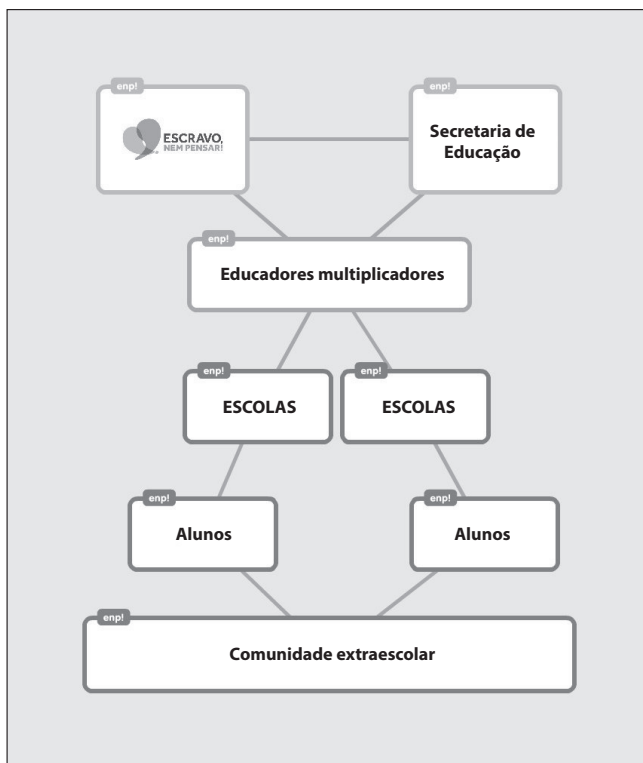 enp!
enp!
ESCRAVO,
NEM PENSAR!
Secretaria de
Educação
enp!
Educadores multiplicadores
enp!
enp!
ESCOLAS
ESCOLAS
enp!
enp!
Alunos
Alunos
enp!
Comunidade extraescolar